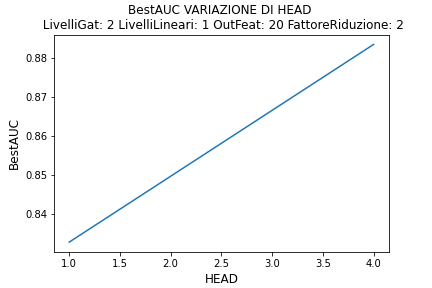 BestAUC VARIAZIONE DI HEAD
LivelliGat: 2 LivelliLineari: 1 OutFeat: 20 FattoreRiduzione: 2
BestAUC
0.88
0.87
0.86
0.85
0.84
1.0 1.5 2.0 2.5 3.0 3.5 4.0
HEAD